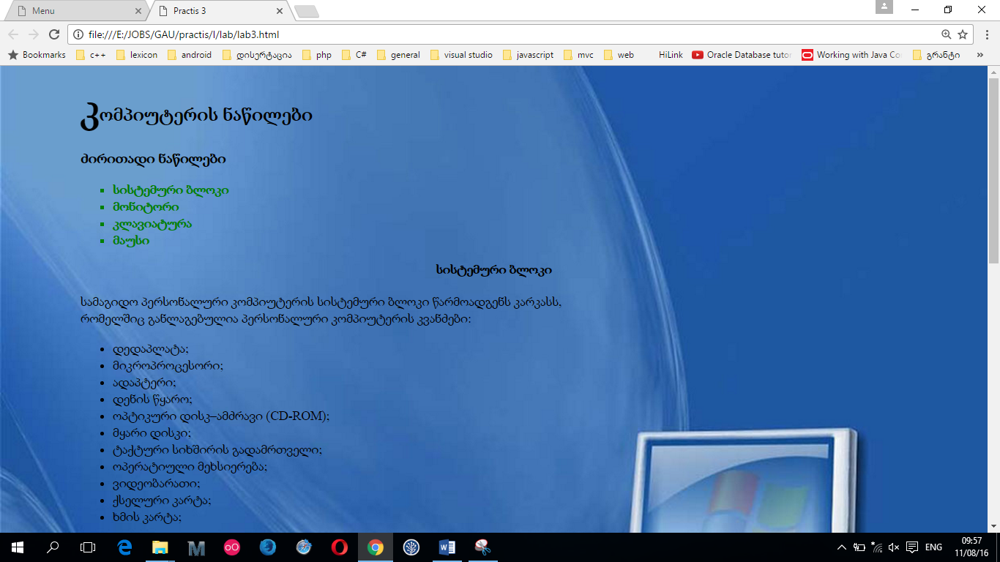 Menu
Practis 3
file:///E:/JOBS/GAU/practis/I/lab/lab3.html
Bookmarks c++ lexicon android დისერტაცია php C# general visual studio javascript mvc web HiLink Oracle Database tutor Working with Java Co გრანტი »
კომპიუტერის ნაწილები
ძირითადი ნაწილები
სისტემური ბლოკი
მონიტორი
კლავიატურა
მაუსი
სისტემური ბლოკი
სამაგიდო პერსონალური კომპიუტერის სისტემური ბლოკი წარმოადგენს კარკასს,
რომელშიც განლაგებულია პერსონალური კომპიუტერის კვანძები:
დედაპლატა;
მიკროპროცესორი;
ადაპტერი;
დენის წყარო;
ოპტიკური დისკ–ამძრავი (CD-ROM);
მყარი დისკი;
ტაქტური სიხშირის გადამრთველი;
ოპერატიული მეხსიერება;
ვიდეობარათი;
ქსელური კარტა;
ხმის კარტა;
ENG
09:57
11/08/16